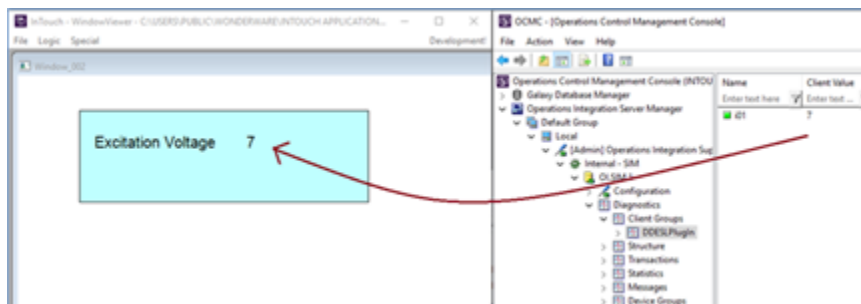 InTouch - WindowViewer - C:\USERS\PUBLIC\WONDERWARE\INTOUCH APPLICATION...
File Logic Special Development!
Window_002
Excitation Voltage 7
OCMC - [Operations Control Management Console]
File Action View Help
Operations Control Management Console (INTOU
Galaxy Database Manager
Operations Integration Server Manager
Default Group
Local
[Admin] Operations Integration Sup
Internal - SIM
Configuration
Diagnostics
Client Groups
DDESLPlugIn
Structure
Transactions
Statistics
Messages
Device Groups
Name Client Value
Enter text here Enter text ...
i01 7